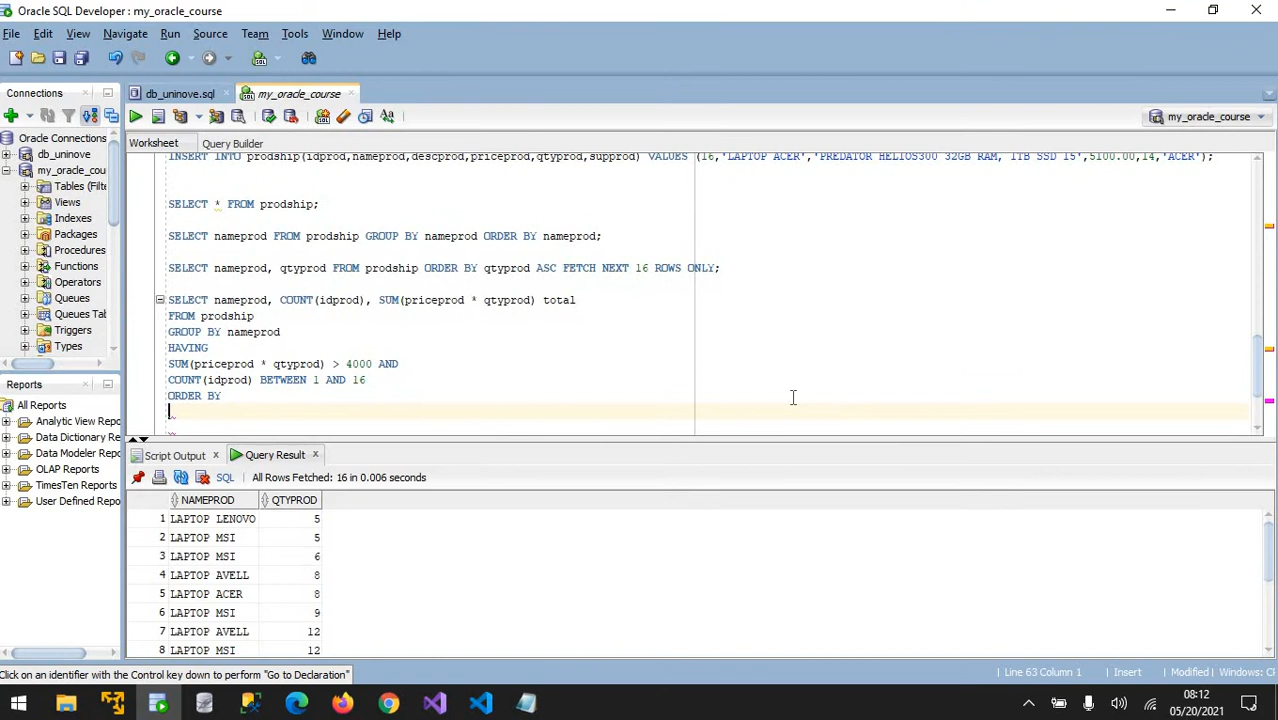 Oracle SQL Developer : my_oracle_course
File Edit View Navigate Run Source Team Tools Window Help
Connections
db_uninove.sql
my_oracle_course
my_oracle_course
Worksheet
Query Builder
Oracle Connections
db_uninove
my_oracle_cou
Tables (Filte
Views
Indexes
Packages
Procedures
Functions
Operators
Queues
Queues Tab
Triggers
Types
INSERT INTO prodship(idprod,nameprod,descprod,priceprod,qtyprod,supprod) VALUES (16,'LAPTOP ACER','PREDATOR HELIOS300 32GB RAM, 1TB SSD 15',5100.00,14,'ACER');
SELECT * FROM prodship;
SELECT nameprod FROM prodship GROUP BY nameprod ORDER BY nameprod;
SELECT nameprod, qtyprod FROM prodship ORDER BY qtyprod ASC FETCH NEXT 16 ROWS ONLY;
SELECT nameprod, COUNT(idprod), SUM(priceprod * qtyprod) total
FROM prodship
GROUP BY nameprod
HAVING
SUM(priceprod * qtyprod) > 4000 AND
COUNT(idprod) BETWEEN 1 AND 16
ORDER BY
Reports
All Reports
Analytic View Repor
Data Dictionary Re
Data Modeler Repo
OLAP Reports
TimesTen Reports
User Defined Repo
Script Output
Query Result
SQL
All Rows Fetched: 16 in 0.006 seconds
NAMEPROD QTYPROD
1 LAPTOP LENOVO 5
2 LAPTOP MSI 5
3 LAPTOP MSI 6
4 LAPTOP AVELL 8
5 LAPTOP ACER 8
6 LAPTOP MSI 9
7 LAPTOP AVELL 12
8 LAPTOP MSI 12
Click on an identifier with the Control key down to perform "Go to Declaration"
Line 63 Column 1
Insert
Modified
Windows: CF
08:12
05/20/2021